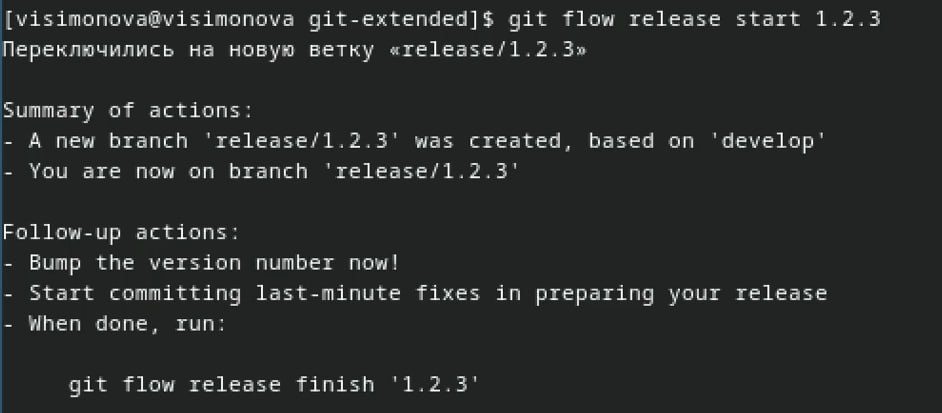 [visimonova@visimonova git-extended]$ git flow release start 1.2.3
Переключились на новую ветку «release/1.2.3»
Summary of actions:
- A new branch 'release/1.2.3' was created, based on 'develop'
- You are now on branch 'release/1.2.3'
Follow-up actions:
- Bump the version number now!
- Start committing last-minute fixes in preparing your release
- When done, run:
git flow release finish '1.2.3'